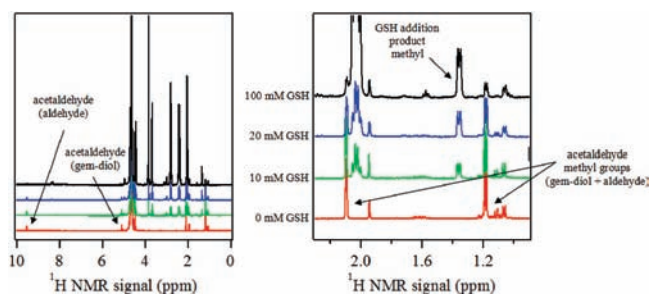 acetaldehyde
(aldehyde)
acetaldehyde
(gem-diol)
10 8 6 4 2 0
¹H NMR signal (ppm)
GSH addition
product
methyl
100 mM GSH
20 mM GSH
10 mM GSH
0 mM GSH
acetaldehyde
methyl groups
(gem-diol + aldehyde)
2.0 1.6 1.2
¹H NMR signal (ppm)